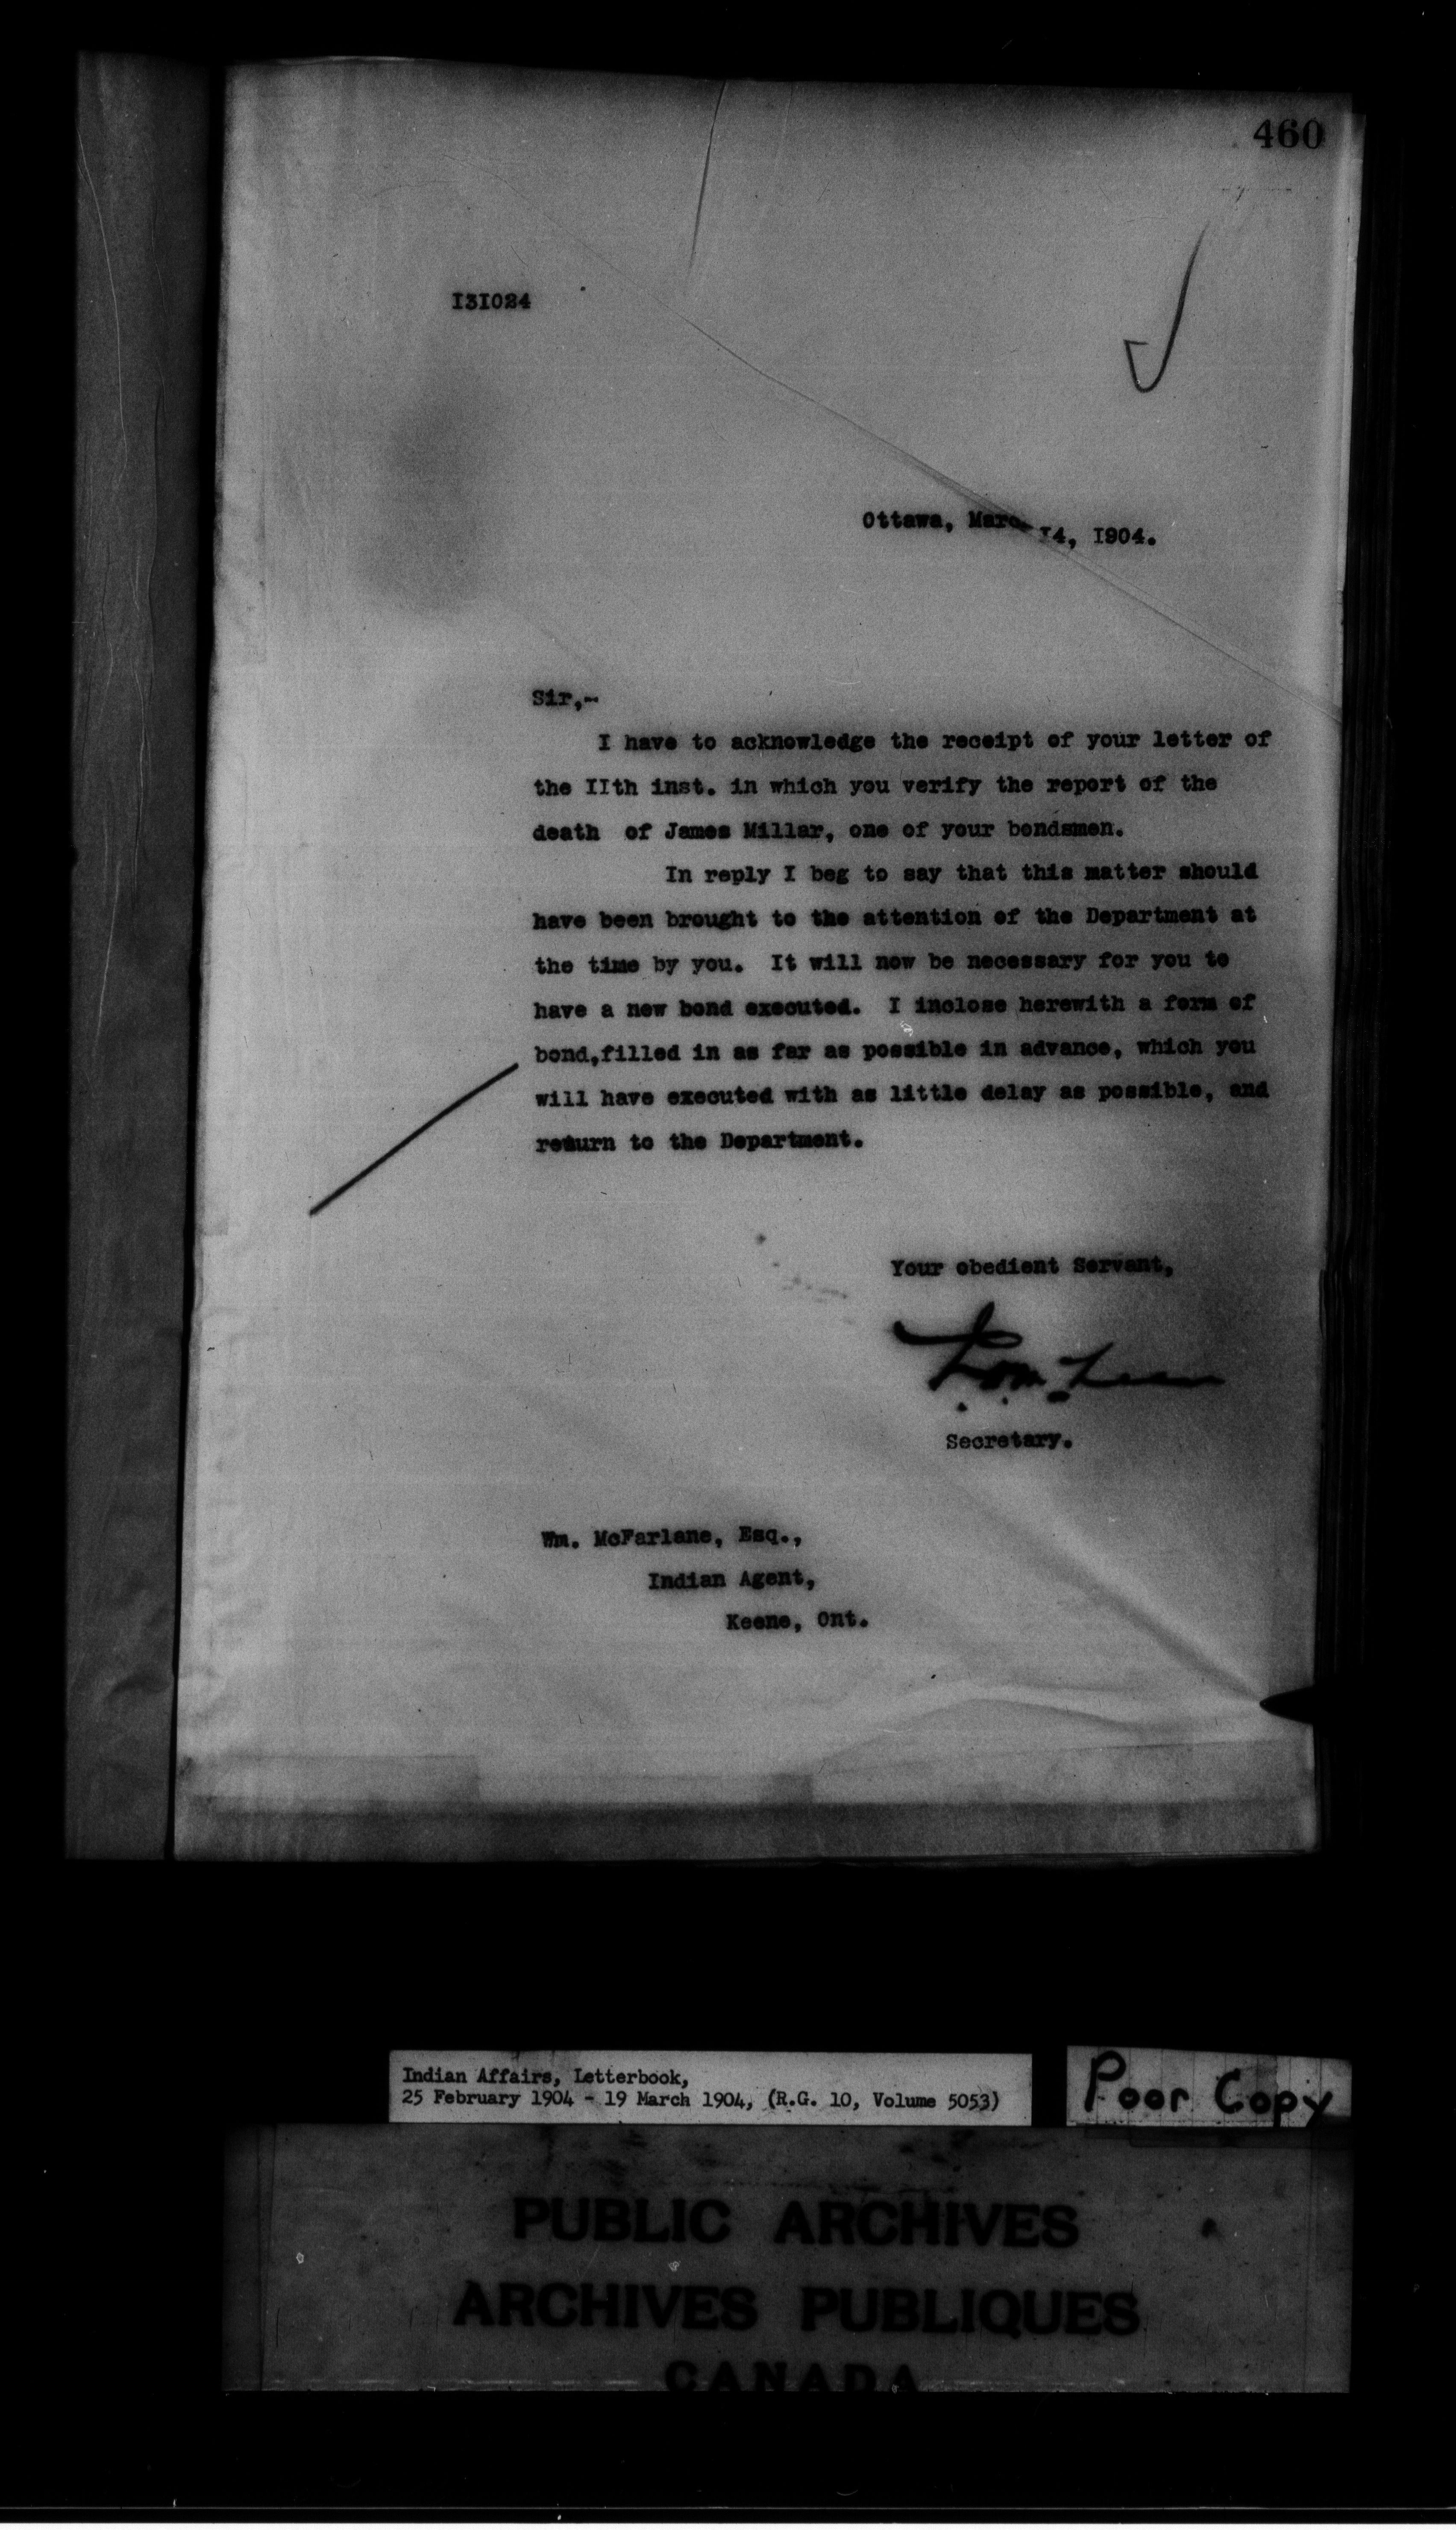 460
I3I024
Ottawa, Marc 14, I904.
Sir,-
I have to acknowledge the receipt of your letter of
the IIth inst. in which you verify the report of the
death of James Millar, one of your bondsmen.
In reply I beg to say that this matter should
have been brought to the attention of the Department at
the time by you. It will now be necessary for you to
have a new bond executed. I inclose herewith a form of
bond,filled in as far as possible in advance, which you
will have executed with as little delay as possible, and
return to the Department.
Your obedient Servant,
Secretary.
Wm. McFarlane, Esq.,
Indian Agent,
Keene, Ont.
Indian Affairs, Letterbook,
25 February 1904 - 19 March 1904, (R.G. 10, Volume 5053)
Poor Copy
PUBLIC ARCHIVES
ARCHIVES PUBLIQUES
CANADA